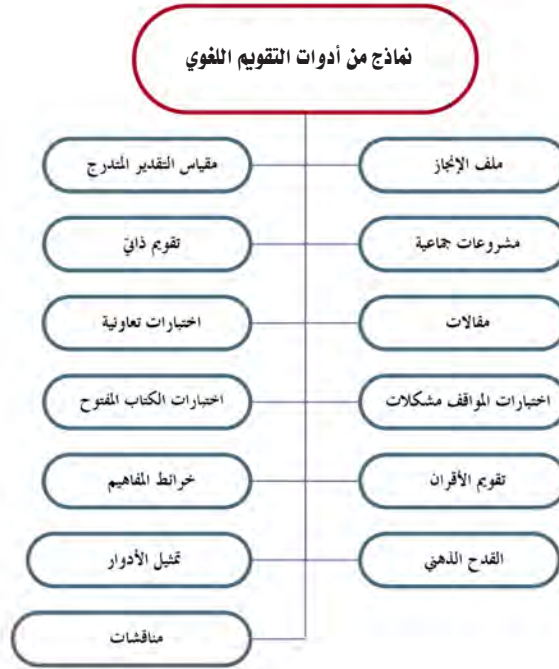 نماذج من أدوات التقويم اللغوي
ملف الإنجاز
مقياس التقدير المتدرج
مشروعات جماعية
تقويم ذاتي
مقالات
اختبارات تعاونية
اختبارات المواقف مشكلات
اختبارات الكتاب المفتوح
تقويم الأقران
خرائط المفاهيم
القدح الذهني
تمثيل الأدوار
مناقشات